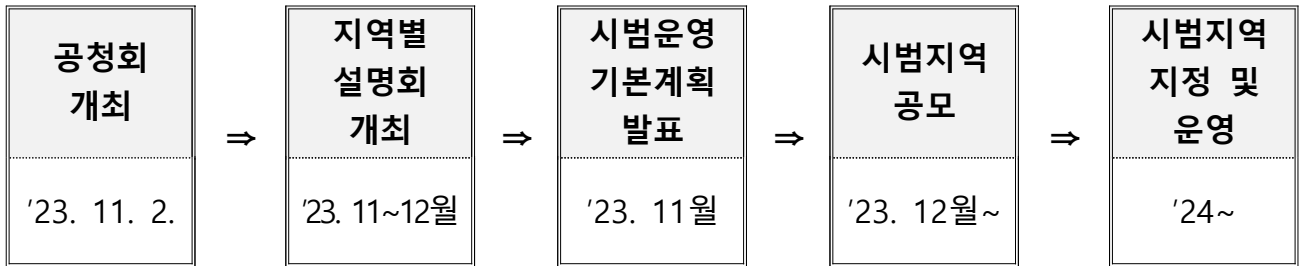 공청회
개최
'23. 11. 2.
⇒
지역별
설명회
개최
'23. 11~12월
⇒
시범운영
기본계획
발표
'23. 11월
⇒
시범지역
공모
'23. 12월~
⇒
시범지역
지정 및
운영
'24~